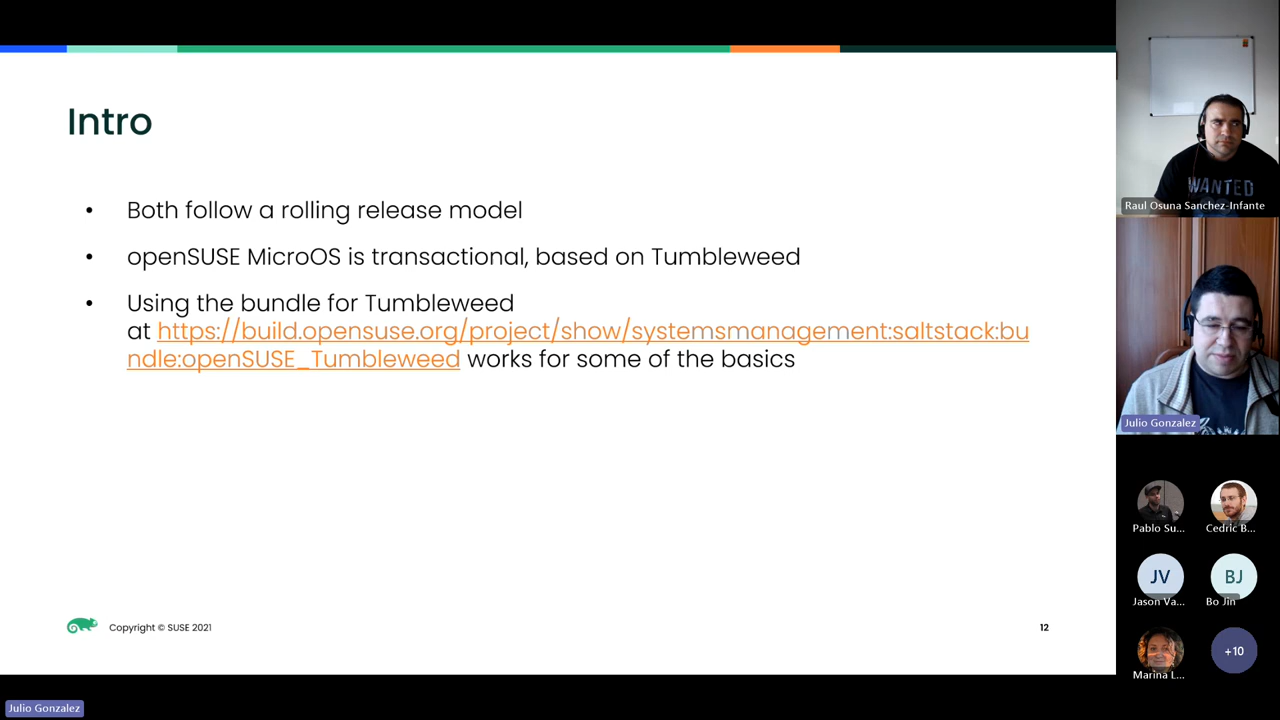 Intro
• Both follow a rolling release model
• openSUSE MicroOS is transactional, based on Tumbleweed
• Using the bundle for Tumbleweed
at https://build.opensuse.org/project/show/systemsmanagement:saltstack:bu
ndle:openSUSE_Tumbleweed works for some of the basics
Copyright © SUSE 2021
12
WANTED
Raul Osuna Sanchez-Infante
Julio Gonzalez
Pablo Su...
Cedric B...
JV
BJ
Jason Va...
Bo Jin
+10
Marina L...
Julio Gonzalez